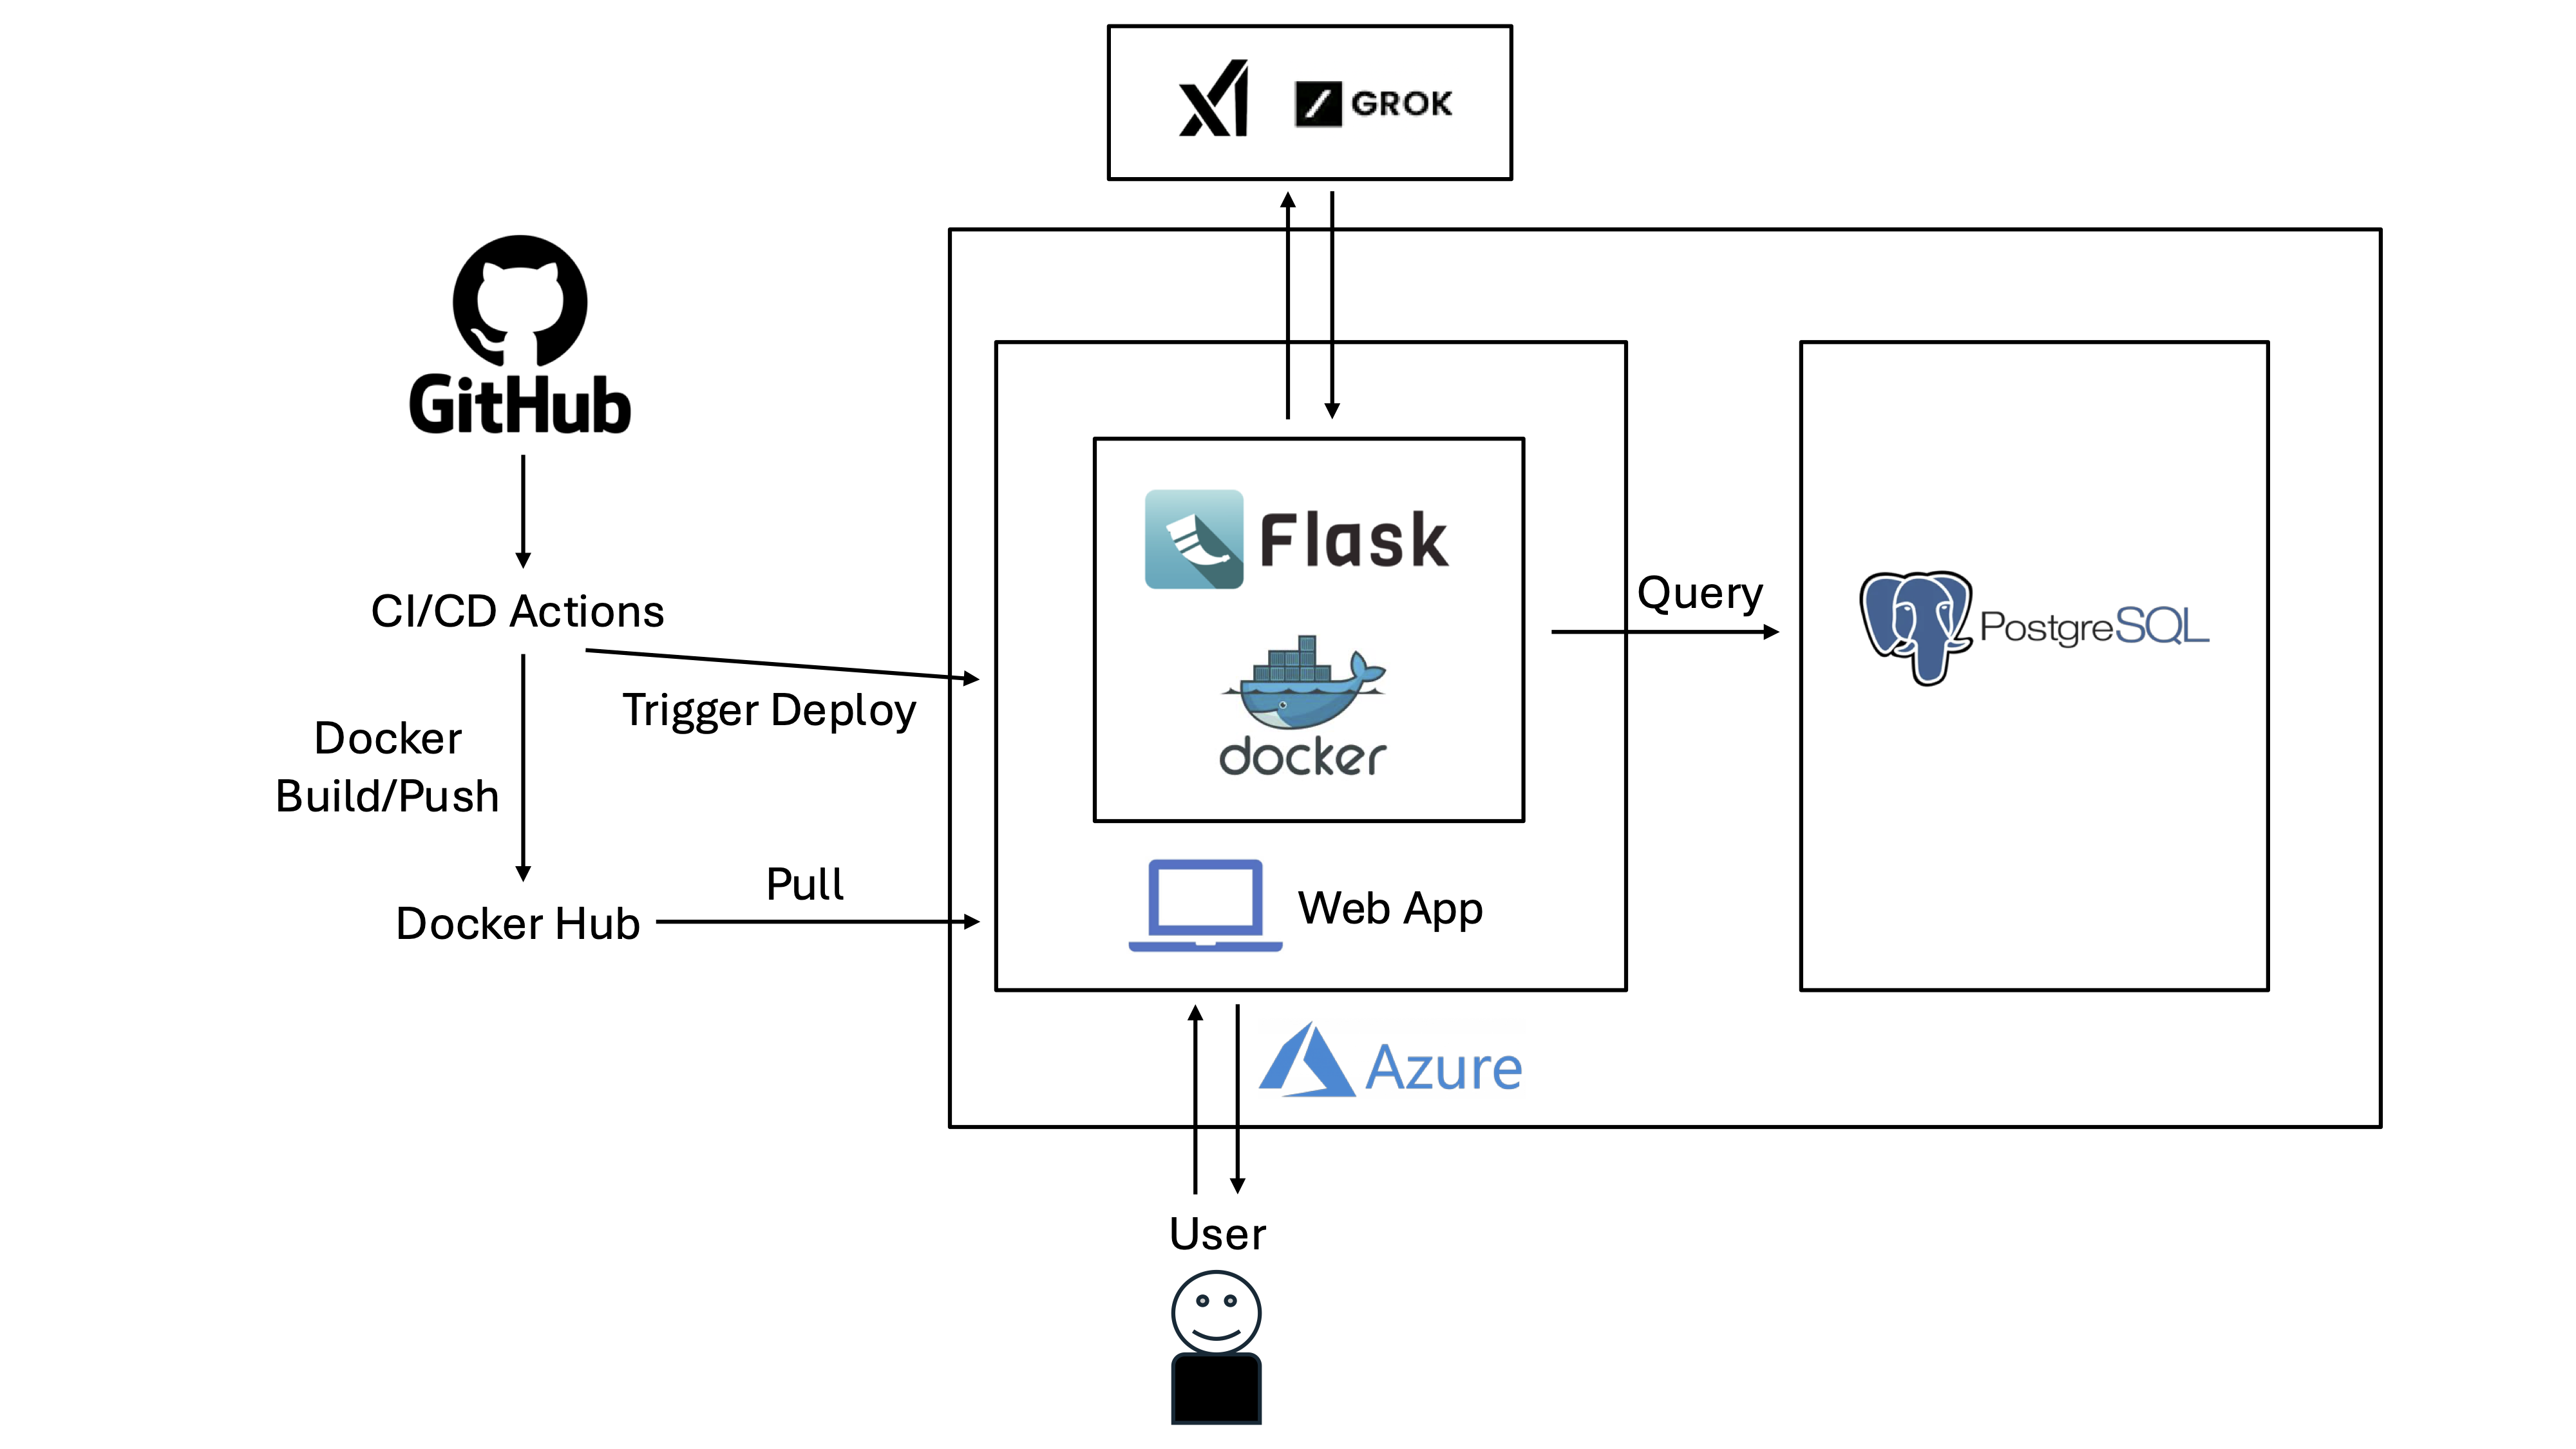 xAI
GROK
GitHub
CI/CD Actions
Trigger Deploy
Docker
Build/Push
Docker Hub
Pull
Flask
docker
Web App
Query
PostgreSQL
Azure
User